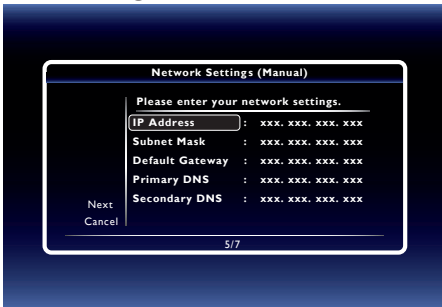 Network Settings (Manual)
Please enter your network settings.
IP Address : xxx. xxx. xxx. xxx
Subnet Mask : xxx. xxx. xxx. xxx
Default Gateway : xxx. xxx. xxx. xxx
Primary DNS : xxx. xxx. xxx. xxx
Secondary DNS : xxx. xxx. xxx. xxx
Next
Cancel
5/7